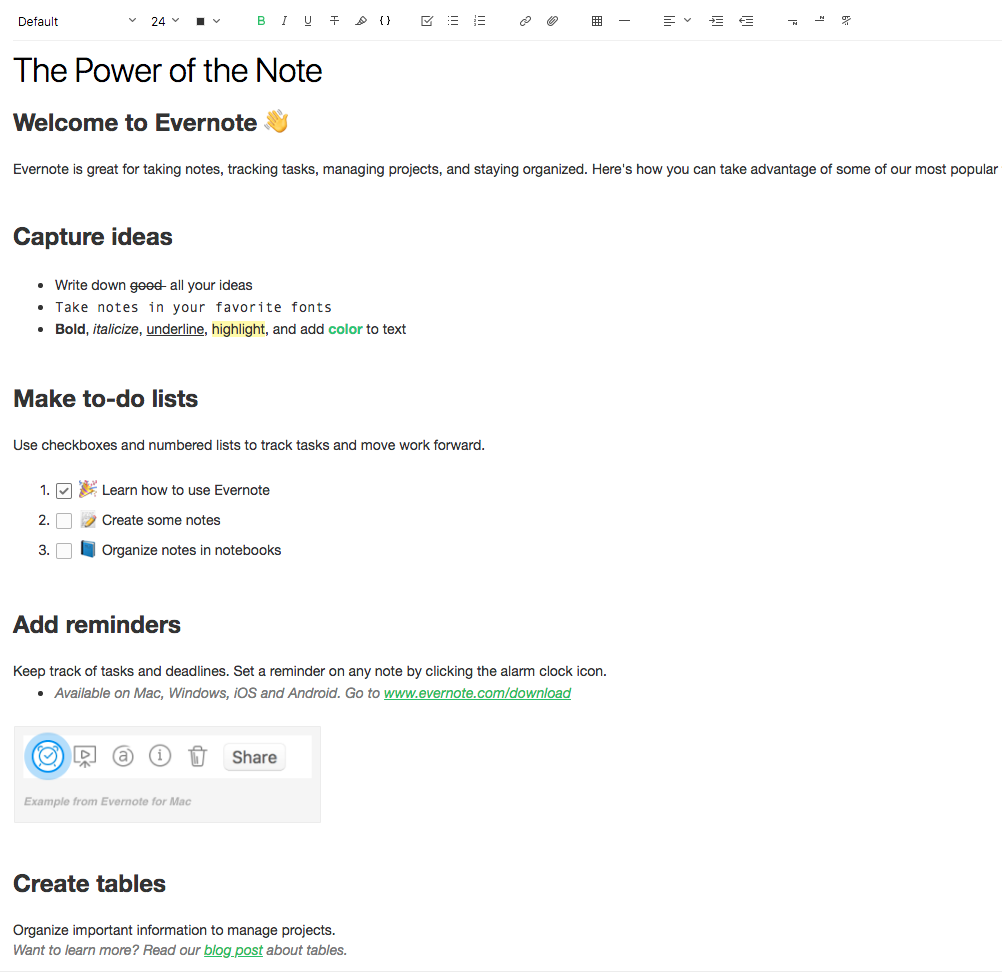 Default 24 B I U T { }
The Power of the Note
Welcome to Evernote 👋
Evernote is great for taking notes, tracking tasks, managing projects, and staying organized. Here's how you can take advantage of some of our most popular
Capture ideas
• Write down good all your ideas
• Take notes in your favorite fonts
• Bold, italicize, underline, highlight, and add color to text
Make to-do lists
Use checkboxes and numbered lists to track tasks and move work forward.
1. 🎉 Learn how to use Evernote
2. 📝 Create some notes
3. 📘 Organize notes in notebooks
Add reminders
Keep track of tasks and deadlines. Set a reminder on any note by clicking the alarm clock icon.
• Available on Mac, Windows, iOS and Android. Go to www.evernote.com/download
Share
Example from Evernote for Mac
Create tables
Organize important information to manage projects.
Want to learn more? Read our blog post about tables.